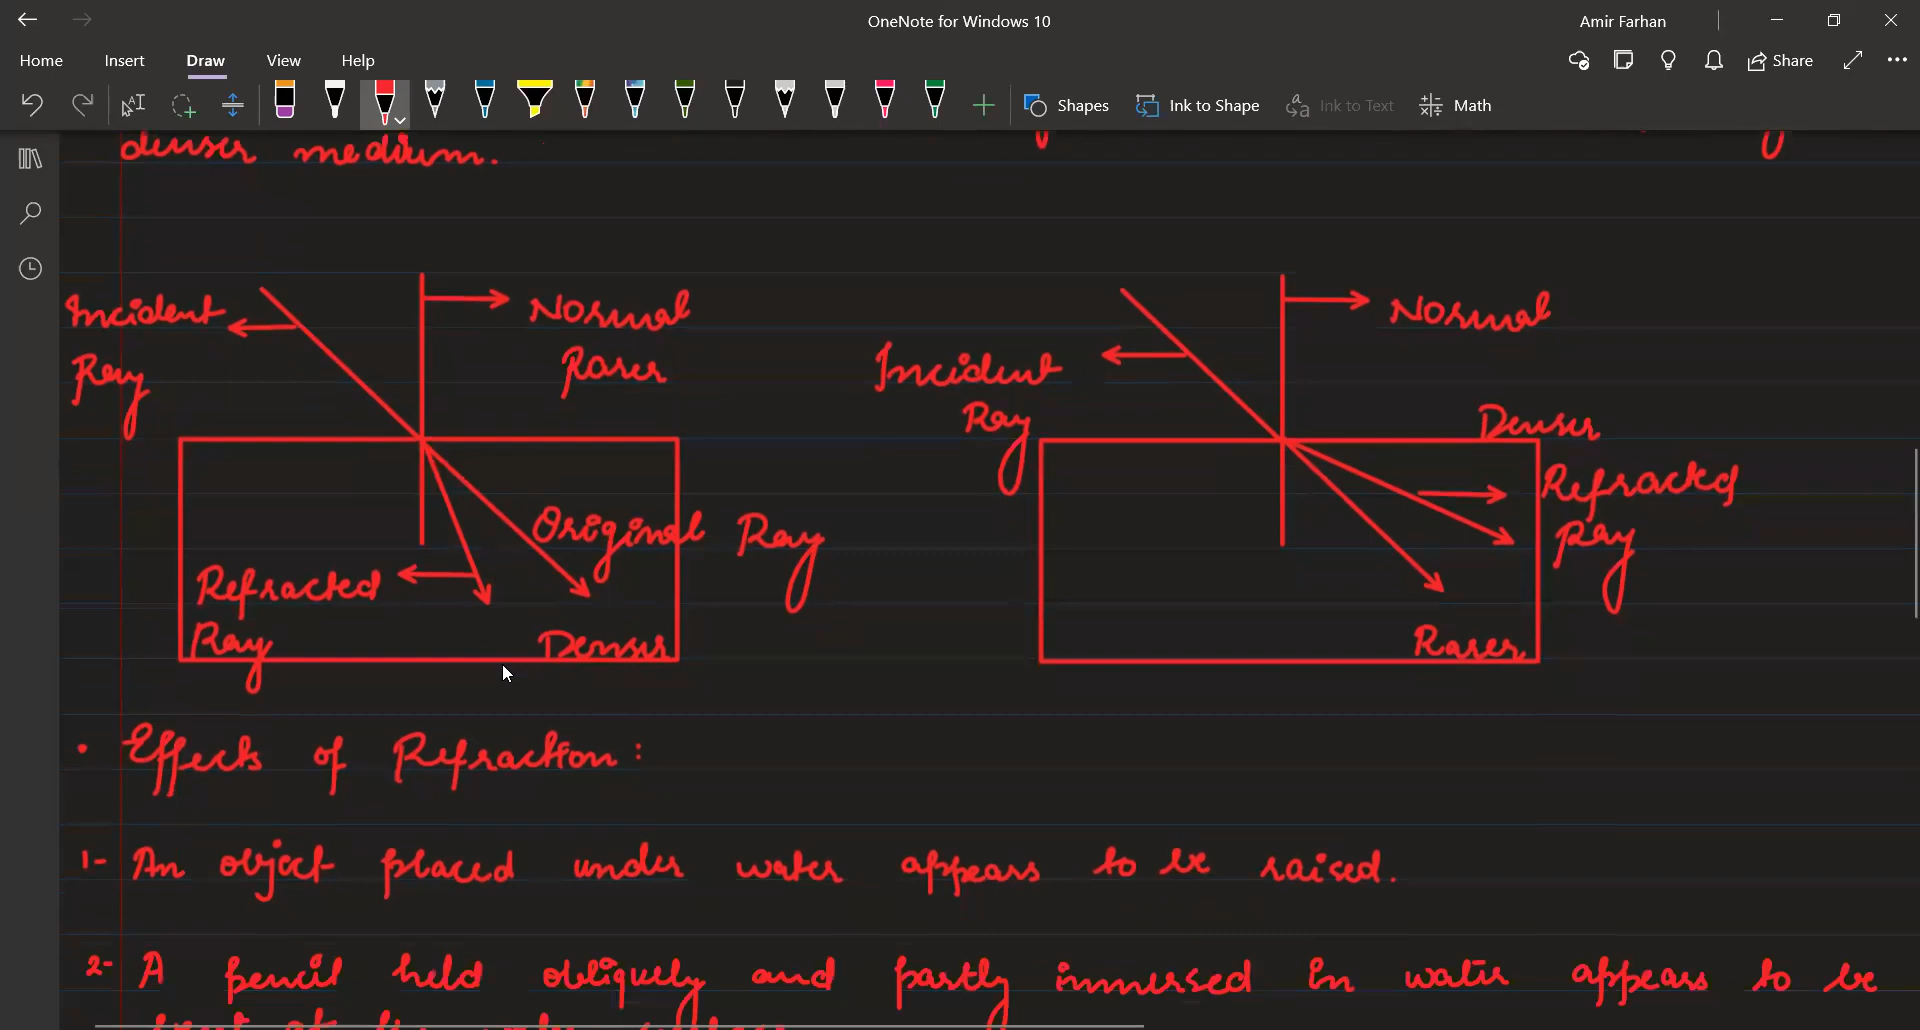 OneNote for Windows 10
Amir Farhan
Home Insert Draw View Help
Share
Shapes Ink to Shape Ink to Text Math
denser medium.
Incident Ray
Normal
Rarer
Refracted Ray
Original Ray
Denser
Incident Ray
Normal
Denser
Refracted Ray
Rarer
• Effects of Refraction:
1- An object placed under water appears to be raised.
2- A pencil held obliquely and partly immersed in water appears to be